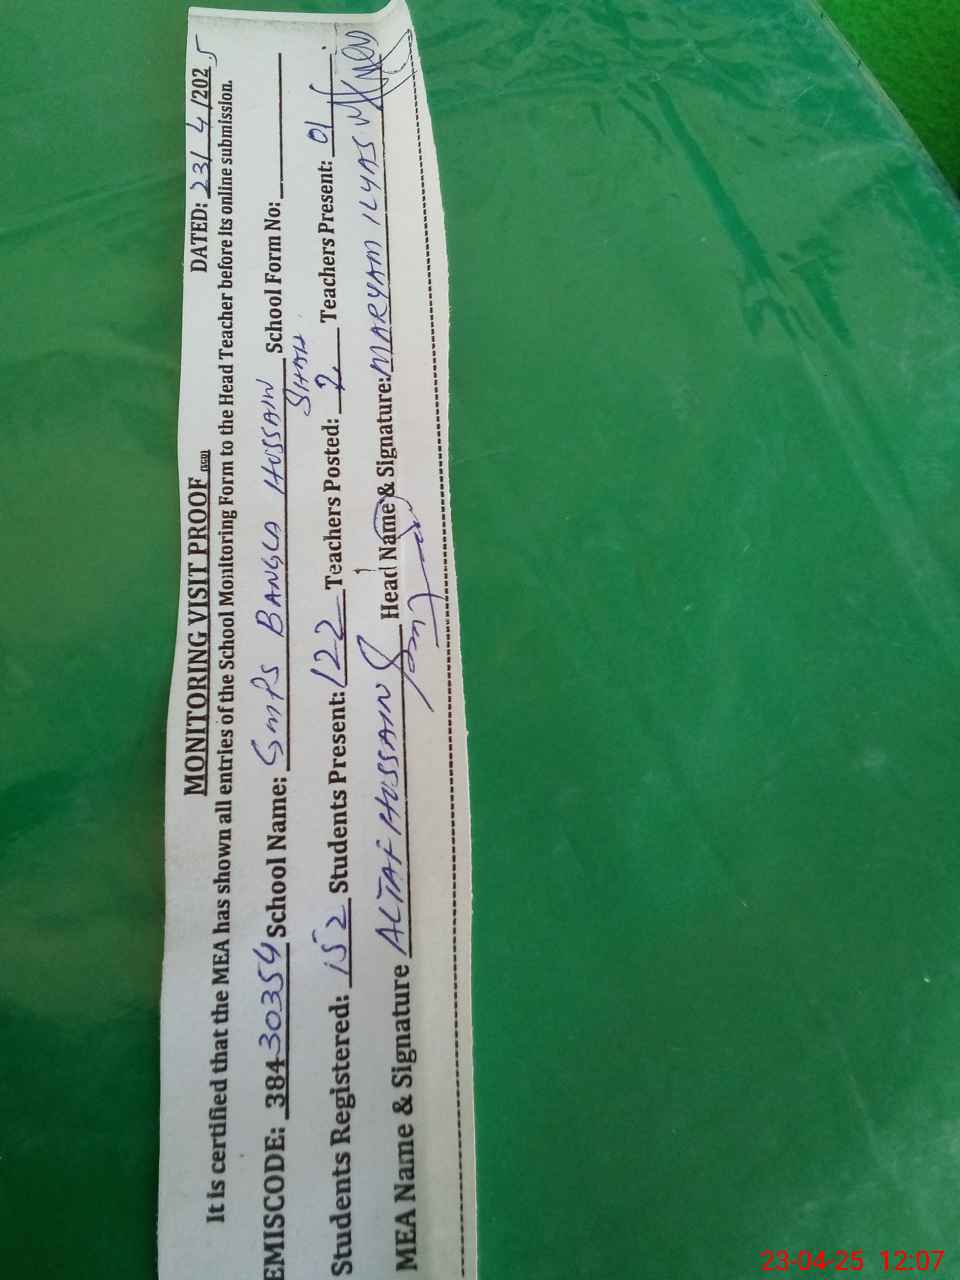 MONITORING VISIT PROOF DATED: 23/4/2025
It is certified that the MEA has shown all entries of the School Monitoring Form to the Head Teacher before its online submission.
EMISCODE: 38430354 School Name: GMPS BANGLA HUSSAIN SHAH School Form No:
Students Registered: 152 Students Present: 122 Teachers Posted: 2 Teachers Present: 01
MEA Name & Signature ALTAF HUSSAIN Head Name & Signature: MARYAM ILYAS
23-04-25 12:07